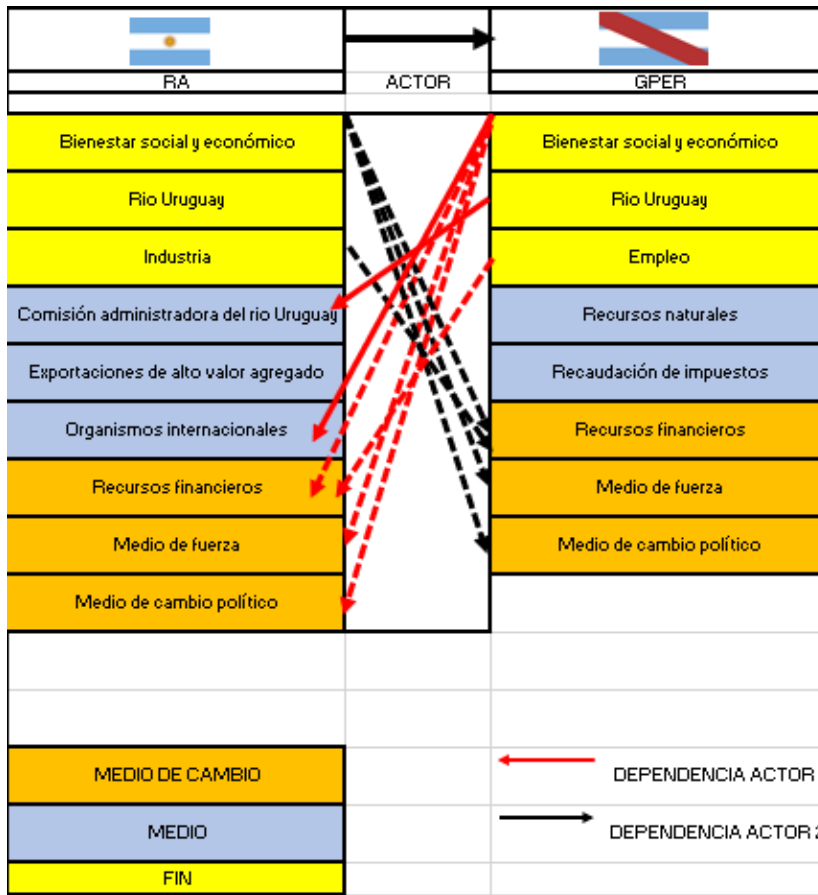 RA ACTOR GPER
Bienestar social y económico Bienestar social y económico
Rio Uruguay Rio Uruguay
Industria Empleo
Comisión administradora del rio Uruguay Recursos naturales
Exportaciones de alto valor agregado Recaudación de impuestos
Organismos internacionales Recursos financieros
Recursos financieros Medio de fuerza
Medio de fuerza Medio de cambio político
Medio de cambio político
MEDIO DE CAMBIO DEPENDENCIA ACTOR
MEDIO DEPENDENCIA ACTOR 2
FIN